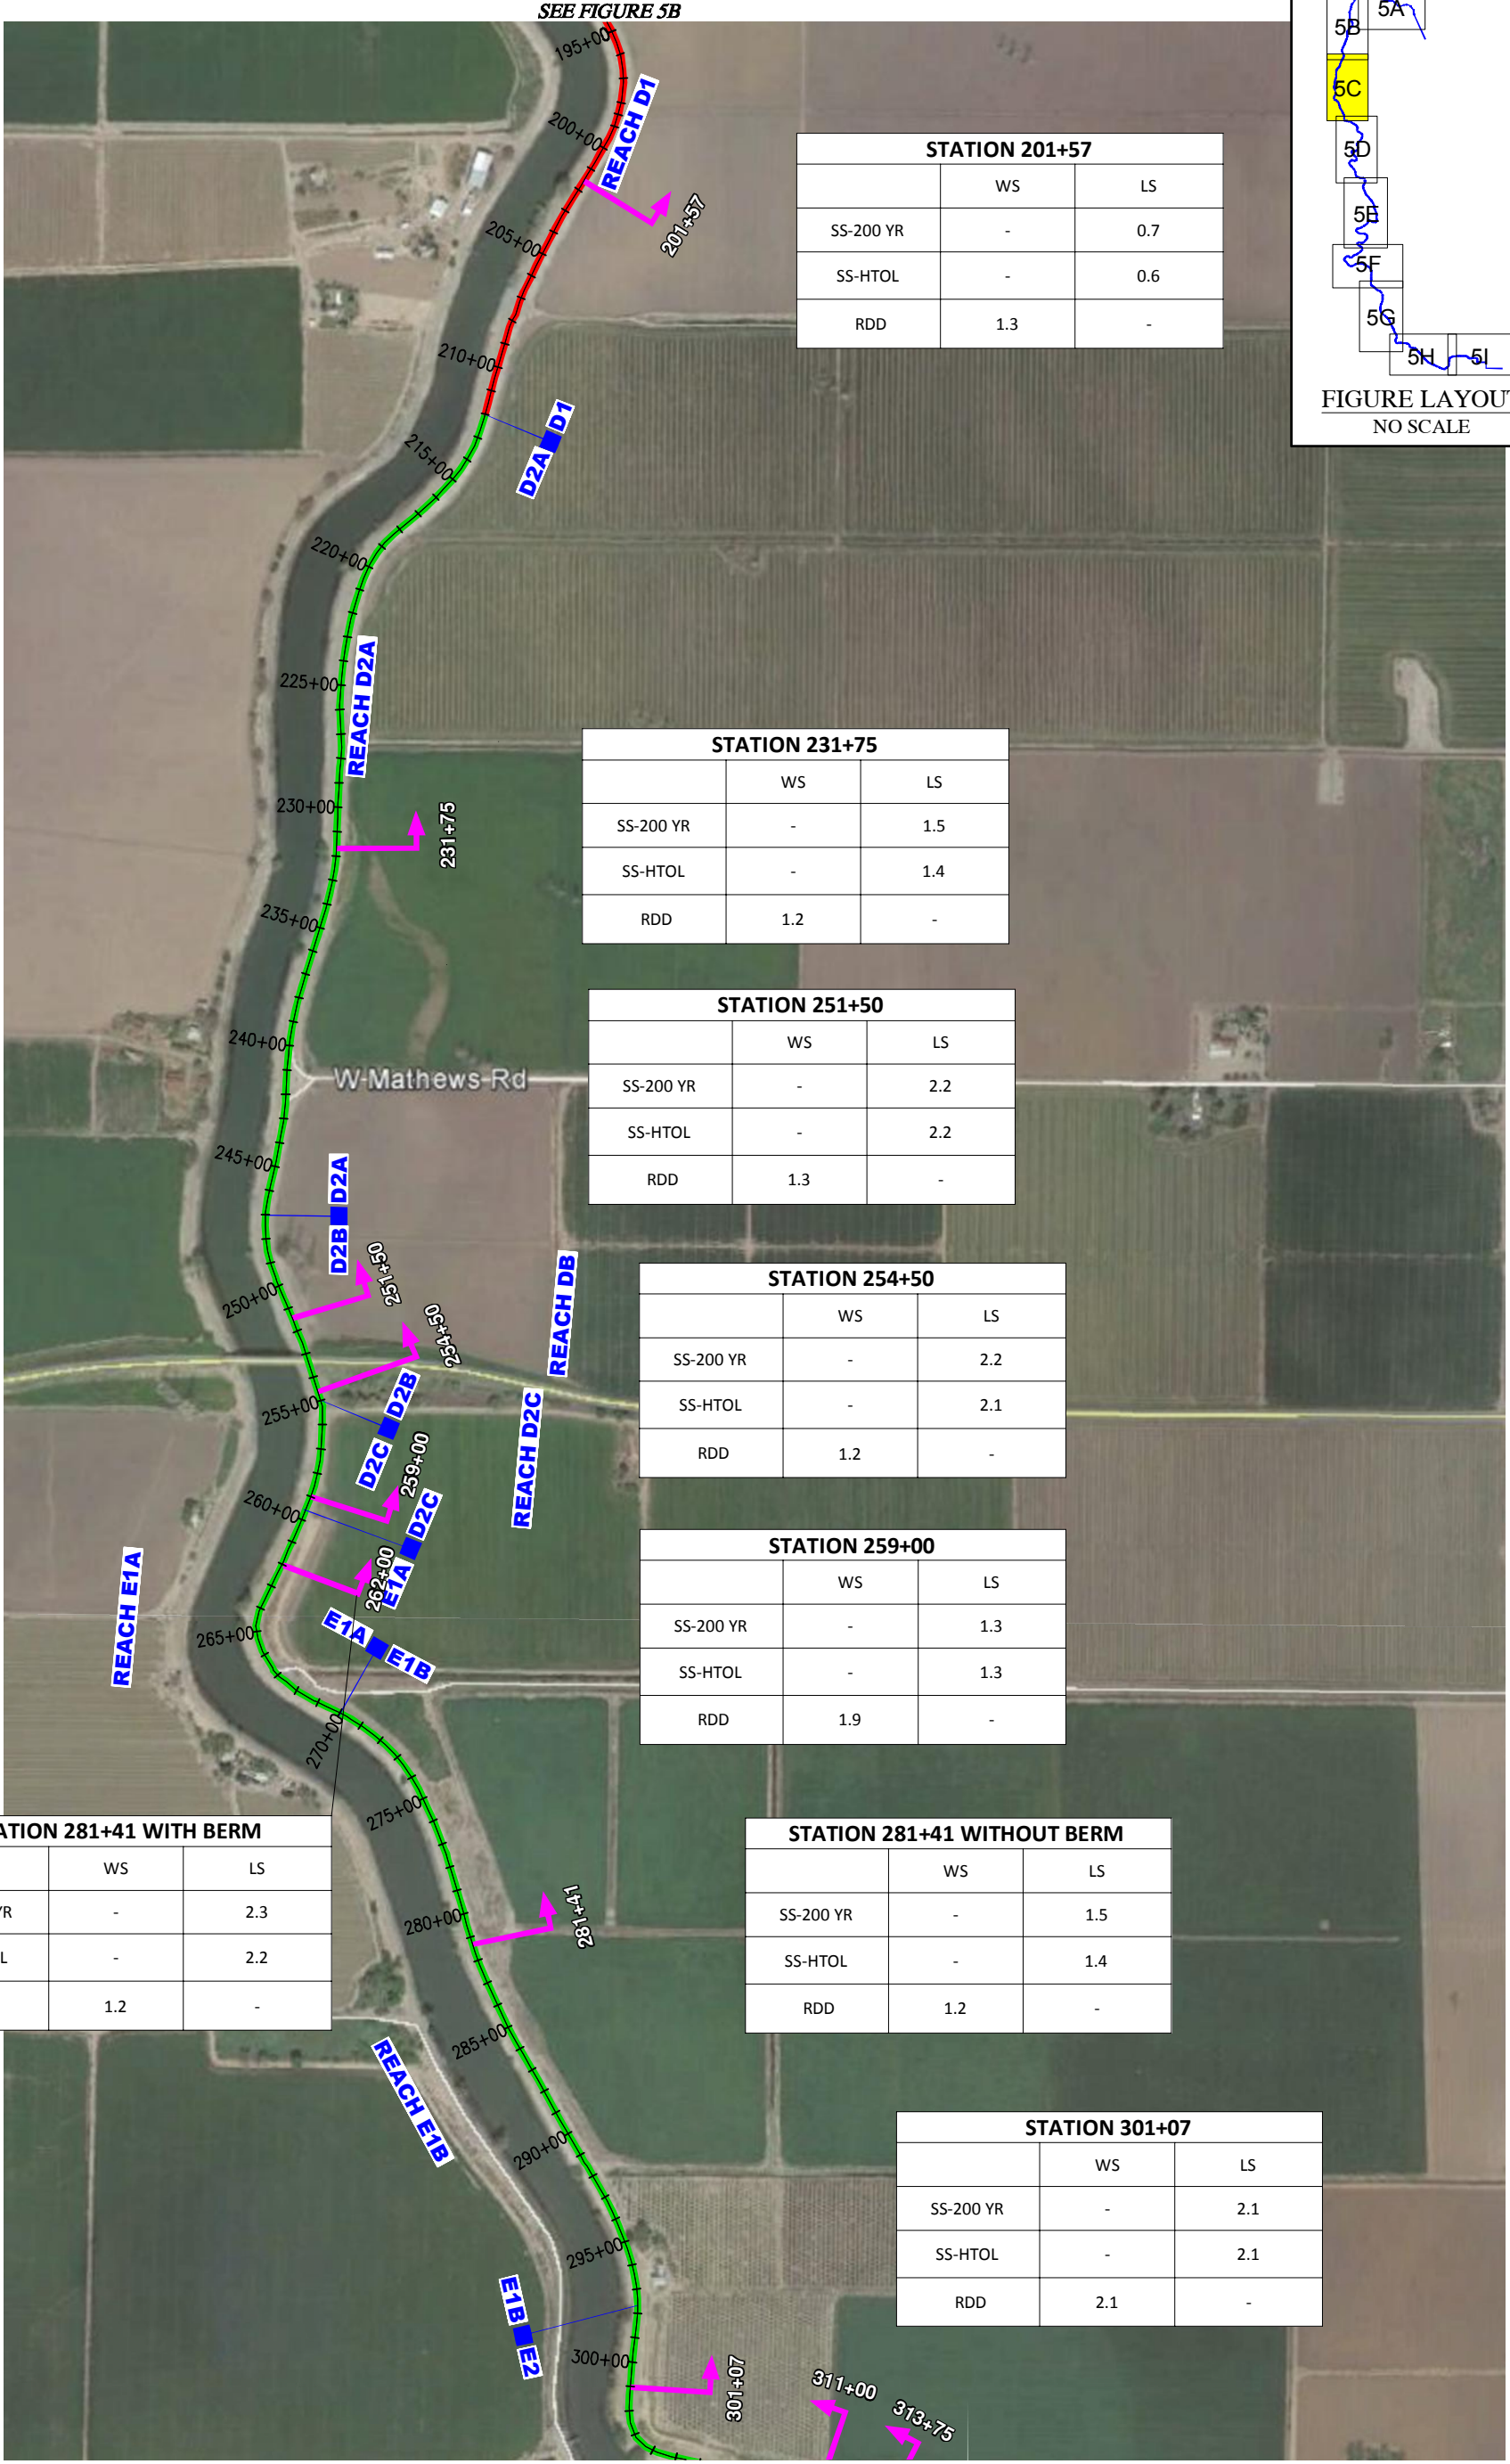 SEE FIGURE 5B
5A
5B
5C
5D
5E
5F
5G
5H 5I
FIGURE LAYOUT
NO SCALE
195+00
200+00
REACH D1
201+57
205+00
210+00
D2A D1
215+00
220+00
REACH D2A
225+00
230+00
231+75
235+00
240+00
W-Mathews Rd
245+00
D2B D2A
250+00
251+50
254+50
REACH DB
255+00
D2C D2B
REACH D2C
259+00
260+00
E1A D2C
262+00
REACH E1A
265+00
E1A E1B
270+00
275+00
280+00
281+41
285+00
REACH E1B
290+00
295+00
E1B E2
300+00
301+07
311+00
313+75
STATION 201+57
WS LS
SS-200 YR - 0.7
SS-HTOL - 0.6
RDD 1.3 -
STATION 231+75
WS LS
SS-200 YR - 1.5
SS-HTOL - 1.4
RDD 1.2 -
STATION 251+50
WS LS
SS-200 YR - 2.2
SS-HTOL - 2.2
RDD 1.3 -
STATION 254+50
WS LS
SS-200 YR - 2.2
SS-HTOL - 2.1
RDD 1.2 -
STATION 259+00
WS LS
SS-200 YR - 1.3
SS-HTOL - 1.3
RDD 1.9 -
ATION 281+41 WITH BERM
WS LS
R - 2.3
L - 2.2
1.2 -
STATION 281+41 WITHOUT BERM
WS LS
SS-200 YR - 1.5
SS-HTOL - 1.4
RDD 1.2 -
STATION 301+07
WS LS
SS-200 YR - 2.1
SS-HTOL - 2.1
RDD 2.1 -